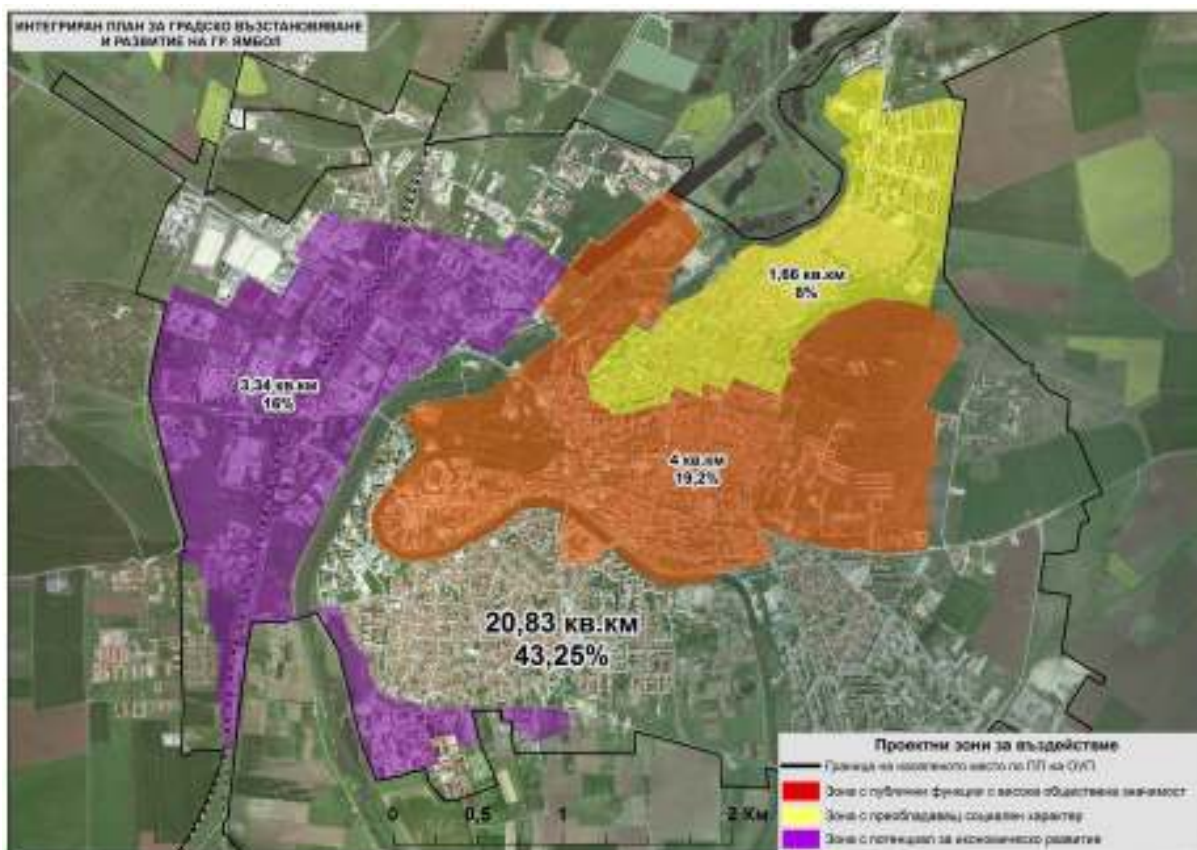 ИНТЕГРИРАН ПЛАН ЗА ГРАДСКО ВЪЗСТАНОВЯВАНЕ
И РАЗВИТИЕ НА ГР. ЯМБОЛ
1,66 кв.км
8%
3,34 кв.км
16%
4 кв.км
19,2%
20,83 кв.км
43,25%
0 0,5 1 2 Км
Проектни зони за въздействие
Граница на населеното място по ПП на ОУП
Зона с публични функции с висока обществена значимост
Зона с преобладаващ социален характер
Зона с потенциал за икономическо развитие